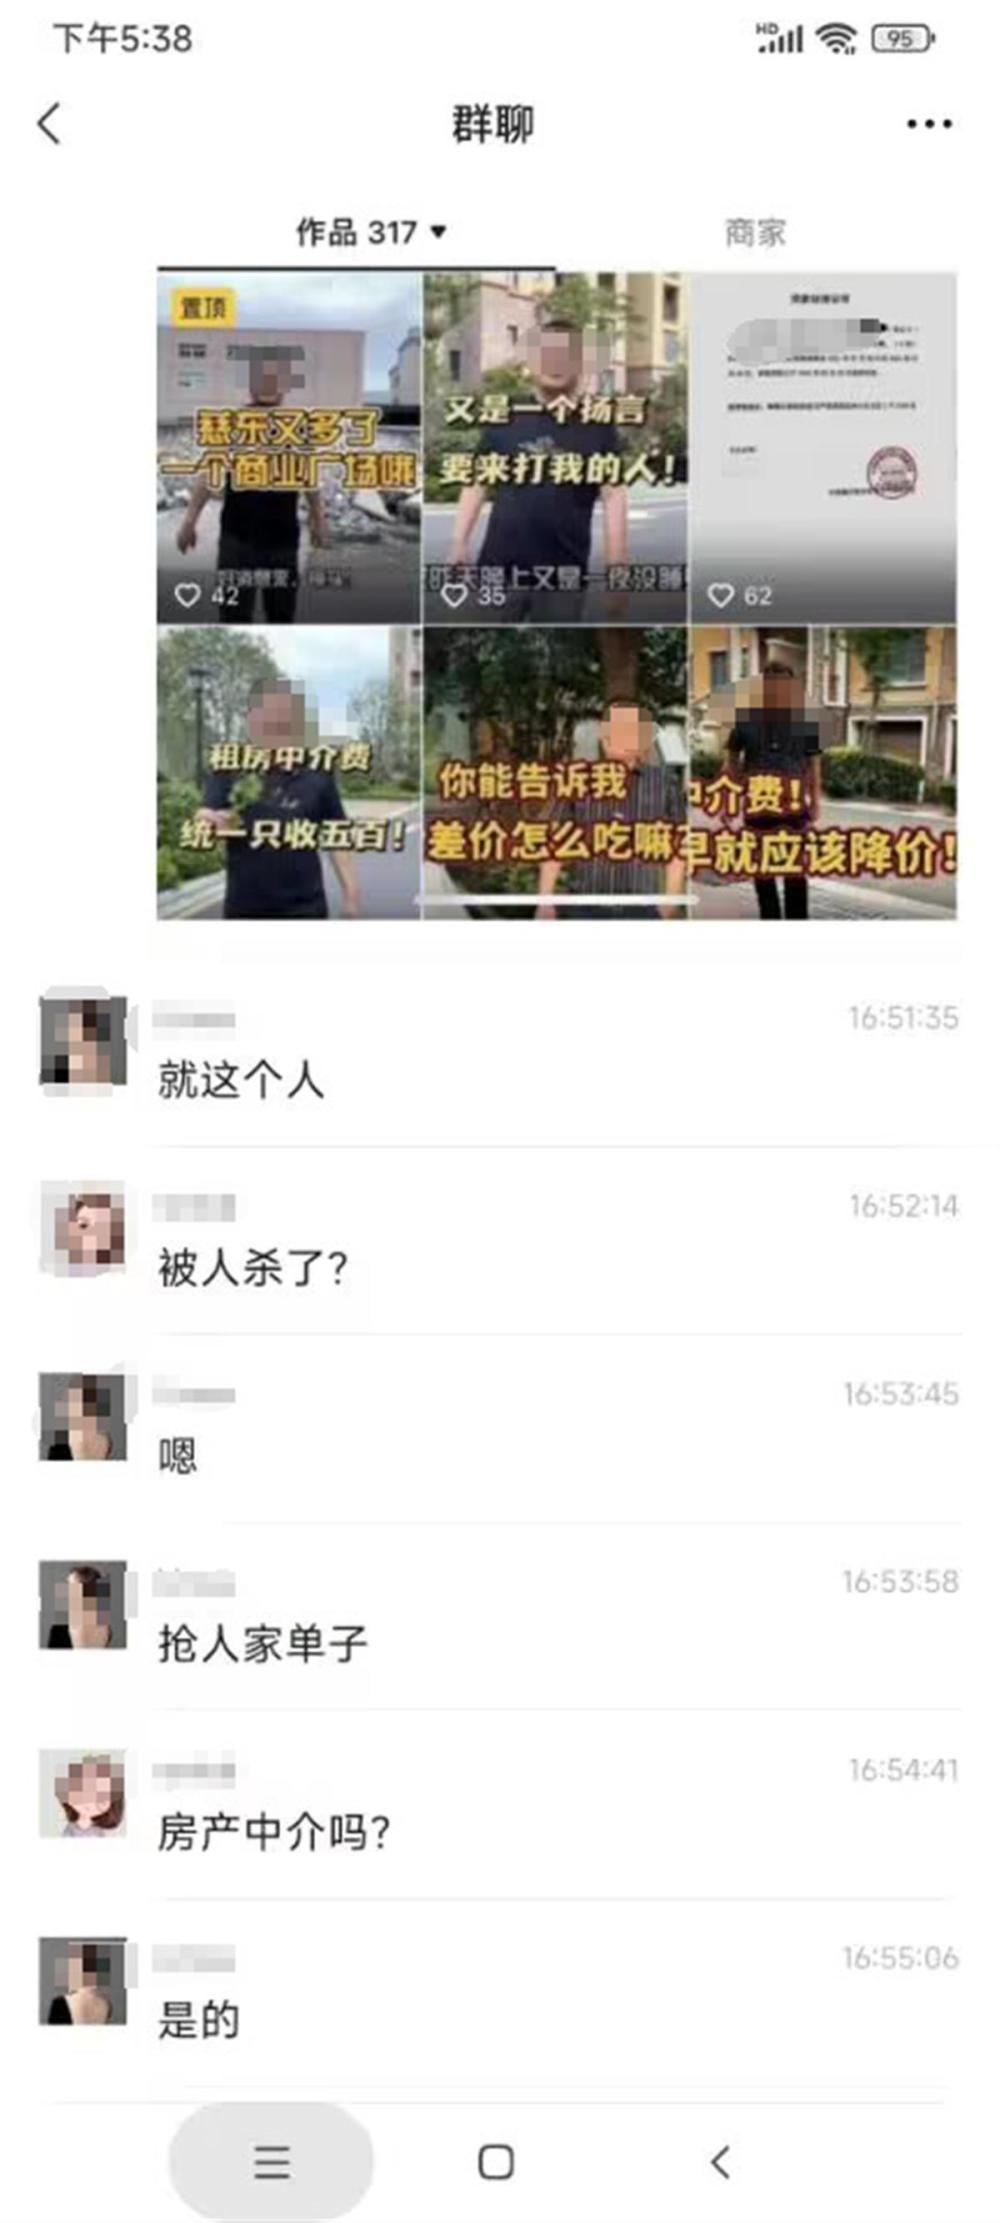 下午5:38
HD
95
群聊
作品 317
商家
置顶
慈东又多了
一个商业广场哦
42
又是一个扬言
要来打我的人！
昨天晚上又是一夜没睡
35
62
租房中介费
统一只收五百！
你能告诉我
差价怎么吃嘛
中介费！
早就应该降价！
16:51:35
就这个人
16:52:14
被人杀了？
16:53:45
嗯
16:53:58
抢人家单子
16:54:41
房产中介吗？
16:55:06
是的